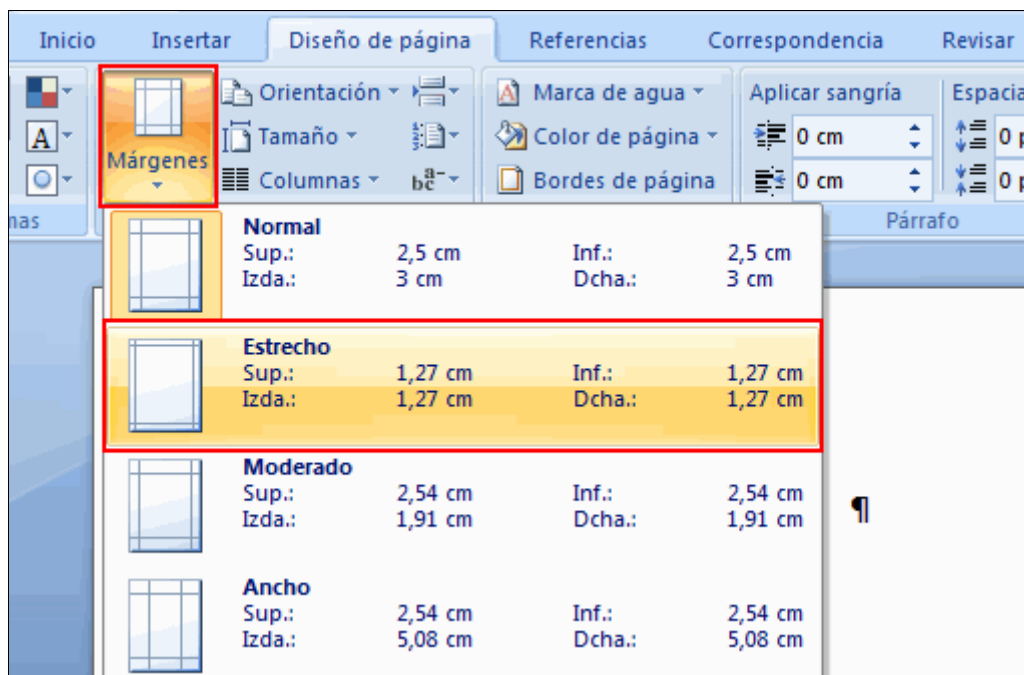 Inicio Insertar Diseño de página Referencias Correspondencia Revisar
Orientación Marca de agua Aplicar sangría
A Tamaño Color de página 0 cm 0
Márgenes Columnas Bordes de página 0 cm 0
Párrafo
Normal
Sup.: 2,5 cm Inf.: 2,5 cm
Izda.: 3 cm Dcha.: 3 cm
Estrecho
Sup.: 1,27 cm Inf.: 1,27 cm
Izda.: 1,27 cm Dcha.: 1,27 cm
Moderado
Sup.: 2,54 cm Inf.: 2,54 cm
Izda.: 1,91 cm Dcha.: 1,91 cm
¶
Ancho
Sup.: 2,54 cm Inf.: 2,54 cm
Izda.: 5,08 cm Dcha.: 5,08 cm